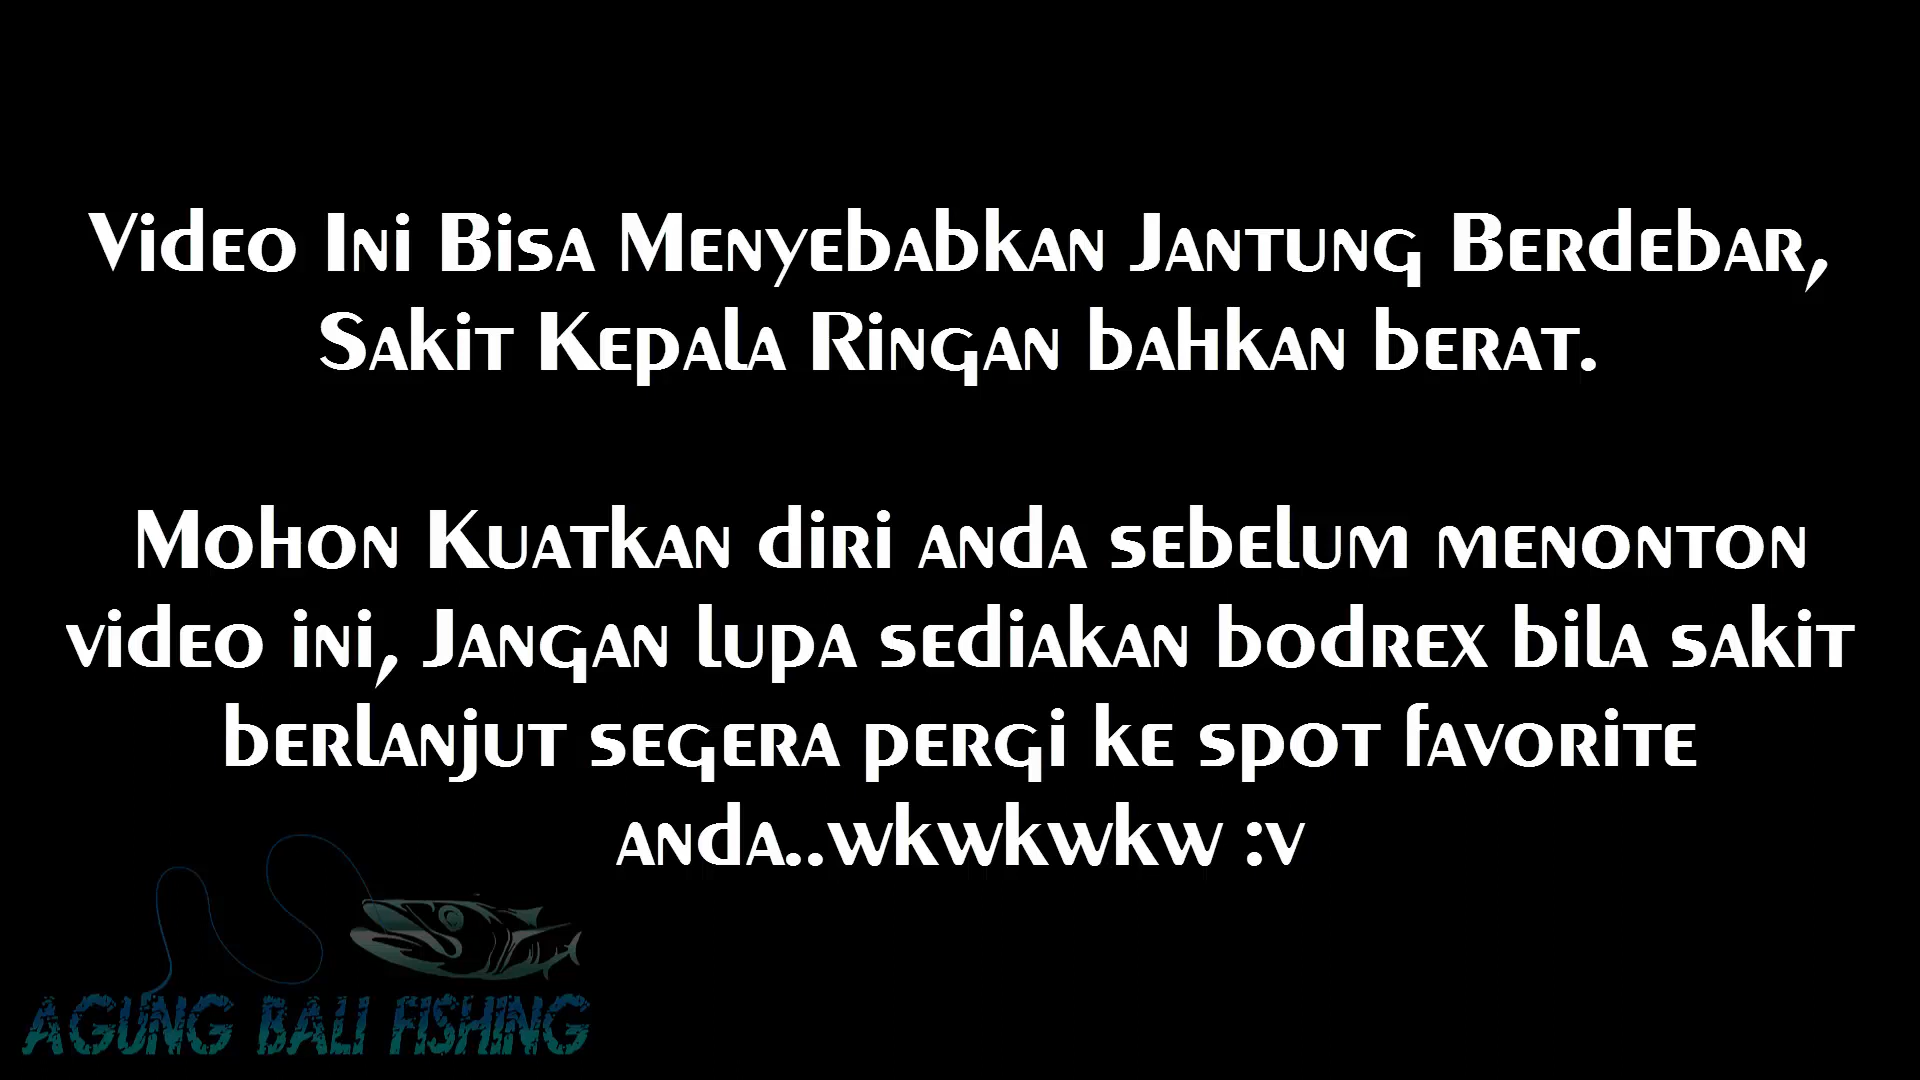 Video Ini Bisa Menyebabkan Jantung Berdebar,
Sakit Kepala Ringan bahkan berat.
Mohon Kuatkan diri anda sebelum menonton
video ini, Jangan lupa sediakan bodrex bila sakit
berlanjut segera pergi ke spot favorite
anda..wkwkwkw :v
AGUNG BALI FISHING